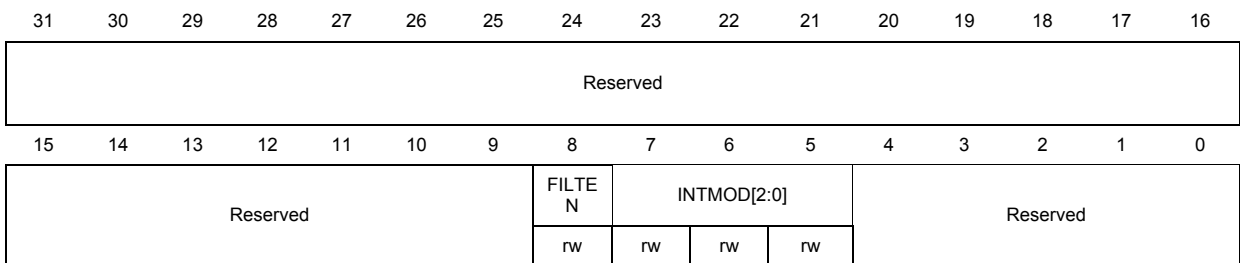 31 30 29 28 27 26 25 24 23 22 21 20 19 18 17 16
Reserved
15 14 13 12 11 10 9 8 7 6 5 4 3 2 1 0
Reserved FILTE INTMOD[2:0] Reserved
N
rw rw rw rw